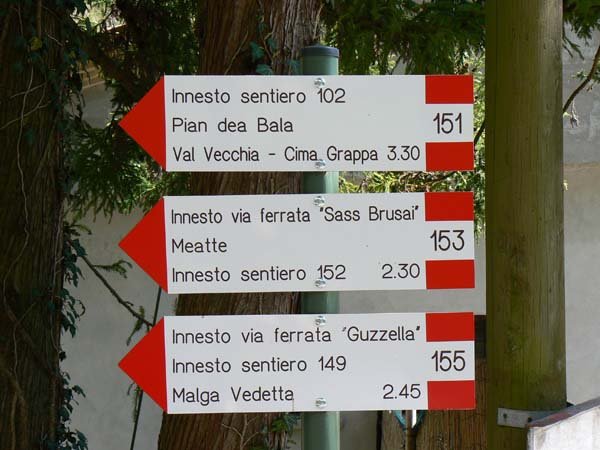 Innesto sentiero 102
Pian dea Bala
Val Vecchia - Cima Grappa 3.30
151
Innesto via ferrata "Sass Brusai"
Meatte
Innesto sentiero 152 2.30
153
Innesto via ferrata "Guzzella"
Innesto sentiero 149
Malga Vedetta 2.45
155